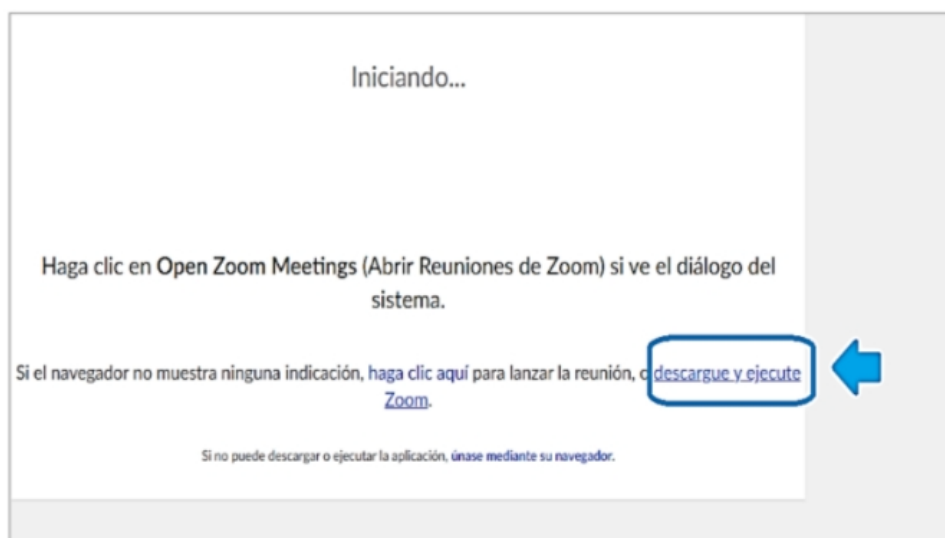 Iniciando...
Haga clic en Open Zoom Meetings (Abrir Reuniones de Zoom) si ve el diálogo del
sistema.
Si el navegador no muestra ninguna indicación, haga clic aquí para lanzar la reunión, o descargue y ejecute
Zoom.
Si no puede descargar o ejecutar la aplicación, únase mediante su navegador.